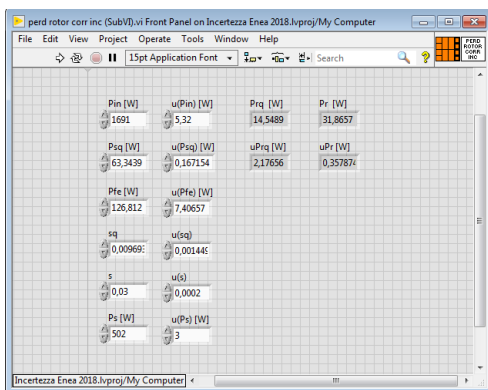 perd rotor corr inc (SubVI).vi Front Panel on Incertezza Enea 2018.lvproj/My Computer
File Edit View Project Operate Tools Window Help
15pt Application Font Search
PERD ROTOR CORR INC
Pin [W] u(Pin) [W] Prq [W] Pr [W]
1691 5,32 14,5489 31,8657
Psq [W] u(Psq) [W] uPrq [W] uPr [W]
63,3439 0,167154 2,17656 0,357874
Pfe [W] u(Pfe) [W]
126,812 7,40657
sq u(sq)
0,00969 0,001449
s u(s)
0,03 0,0002
Ps [W] u(Ps) [W]
502 3
Incertezza Enea 2018.lvproj/My Computer